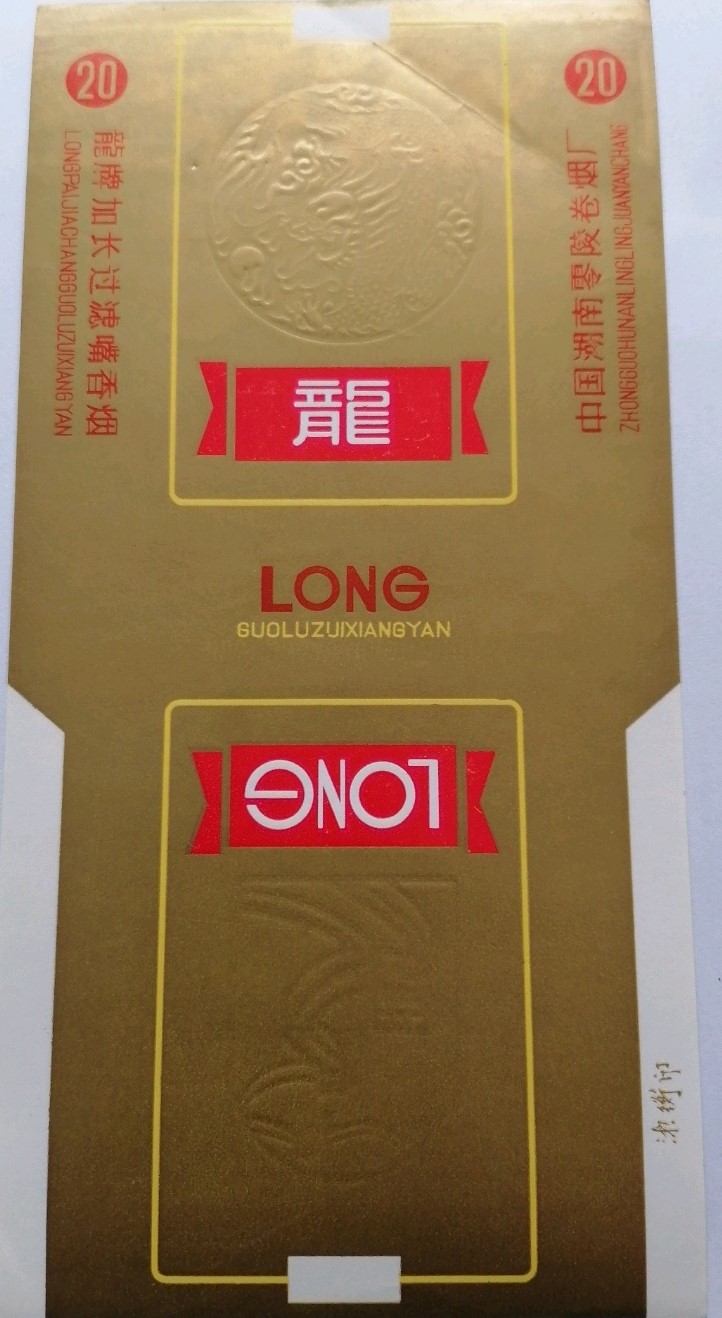 20
龍牌加长过滤嘴香烟
LONGPAIJIACHANGGUOLUZUIXIANGYAN
20
中国湖南零陵卷烟厂
ZHONGGUOHUNANLINGLINGJUANYANCHANG
龍
LONG
GUOLUZUIXIANGYAN
LONG